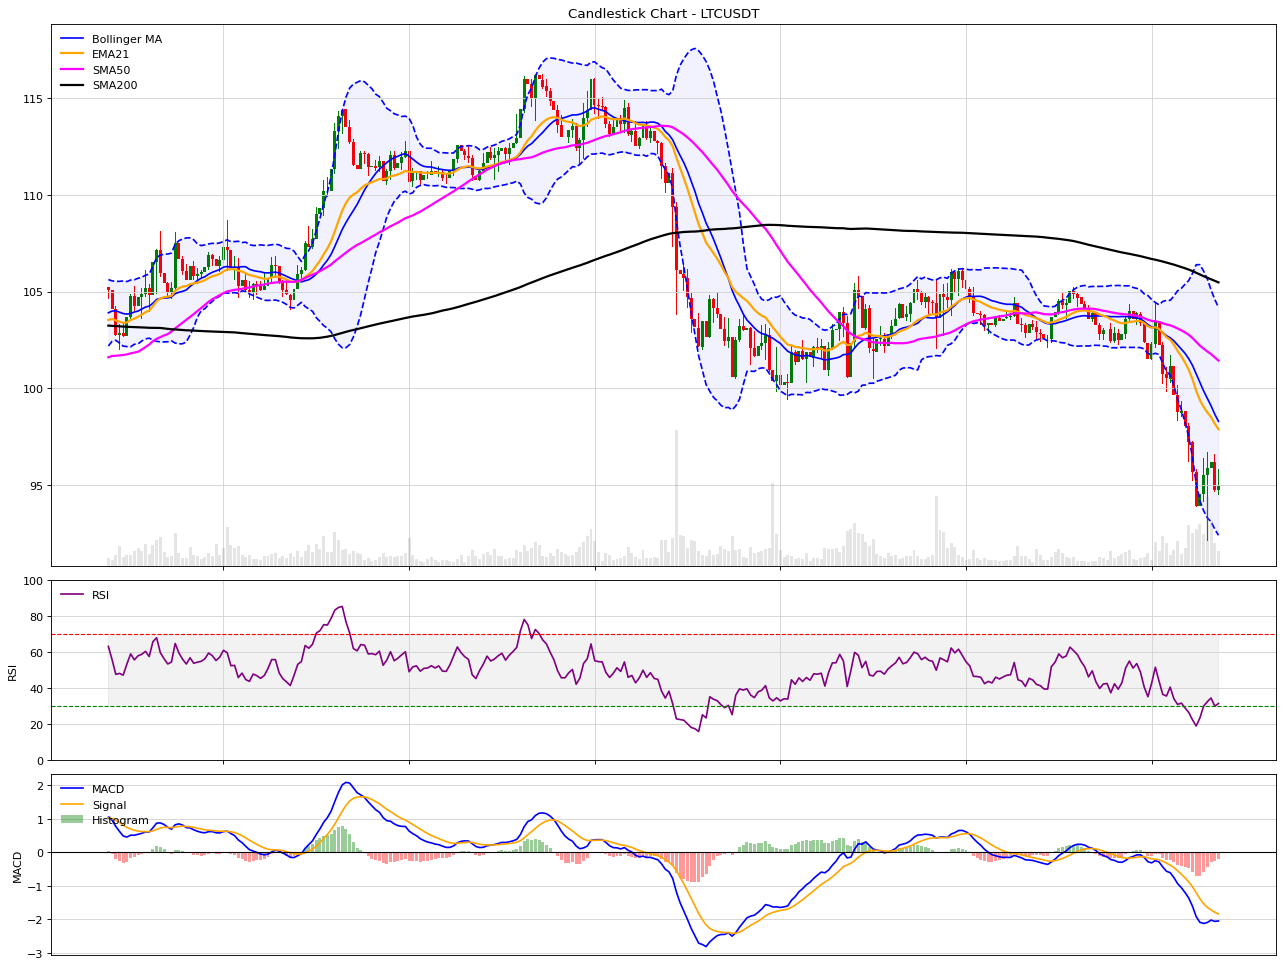 Candlestick Chart - LTCUSDT
Bollinger MA
EMA21
SMA50
SMA200
115
110
105
100
95
RSI
100
80
60
40
20
0
RSI
MACD
Signal
Histogram
2
1
0
−1
−2
−3
MACD